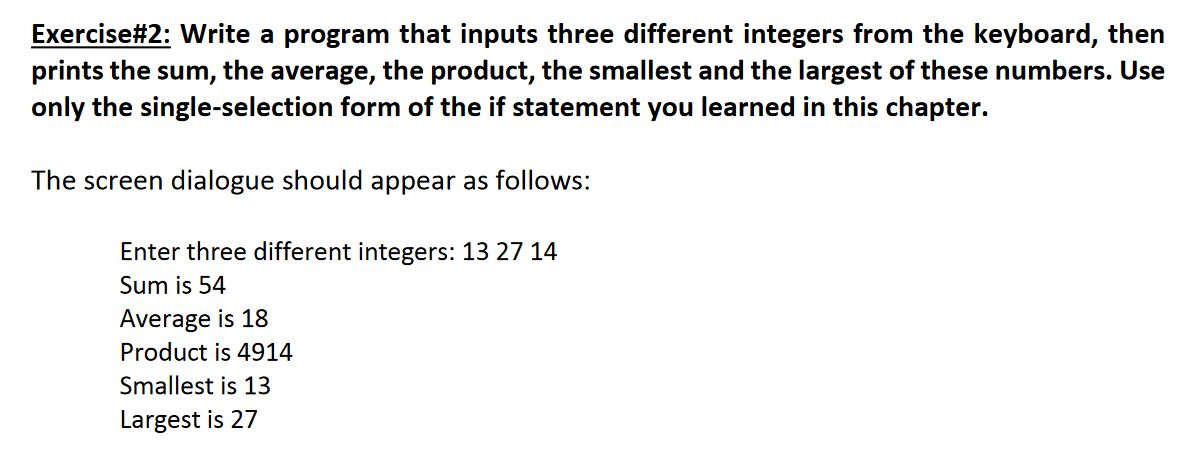 Exercise#2: Write a program that inputs three different integers from the keyboard, then
prints the sum, the average, the product, the smallest and the largest of these numbers. Use
only the single-selection form of the if statement you learned in this chapter.
The screen dialogue should appear as follows:
Enter three different integers: 13 27 14
Sum is 54
Average is 18
Product is 4914
Smallest is 13
Largest is 27